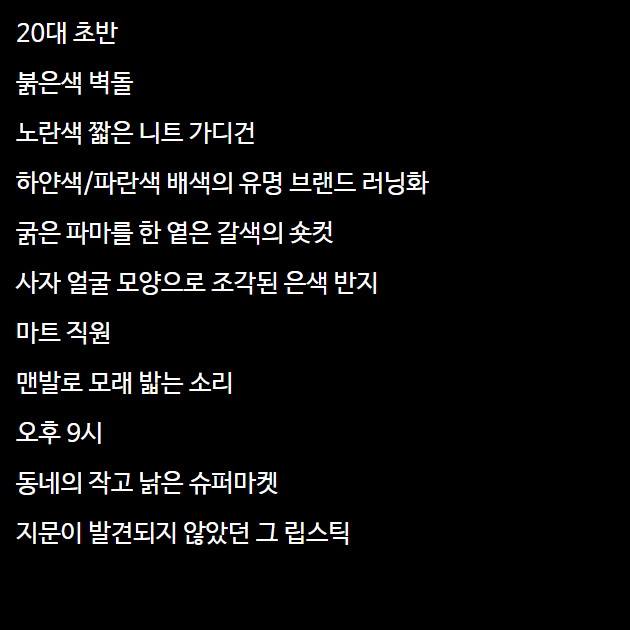 20대 초반
붉은색 벽돌
노란색 짧은 니트 가디건
하얀색/파란색 배색의 유명 브랜드 러닝화
굵은 파마를 한 옅은 갈색의 숏컷
사자 얼굴 모양으로 조각된 은색 반지
마트 직원
맨발로 모래 밟는 소리
오후 9시
동네의 작고 낡은 슈퍼마켓
지문이 발견되지 않았던 그 립스틱